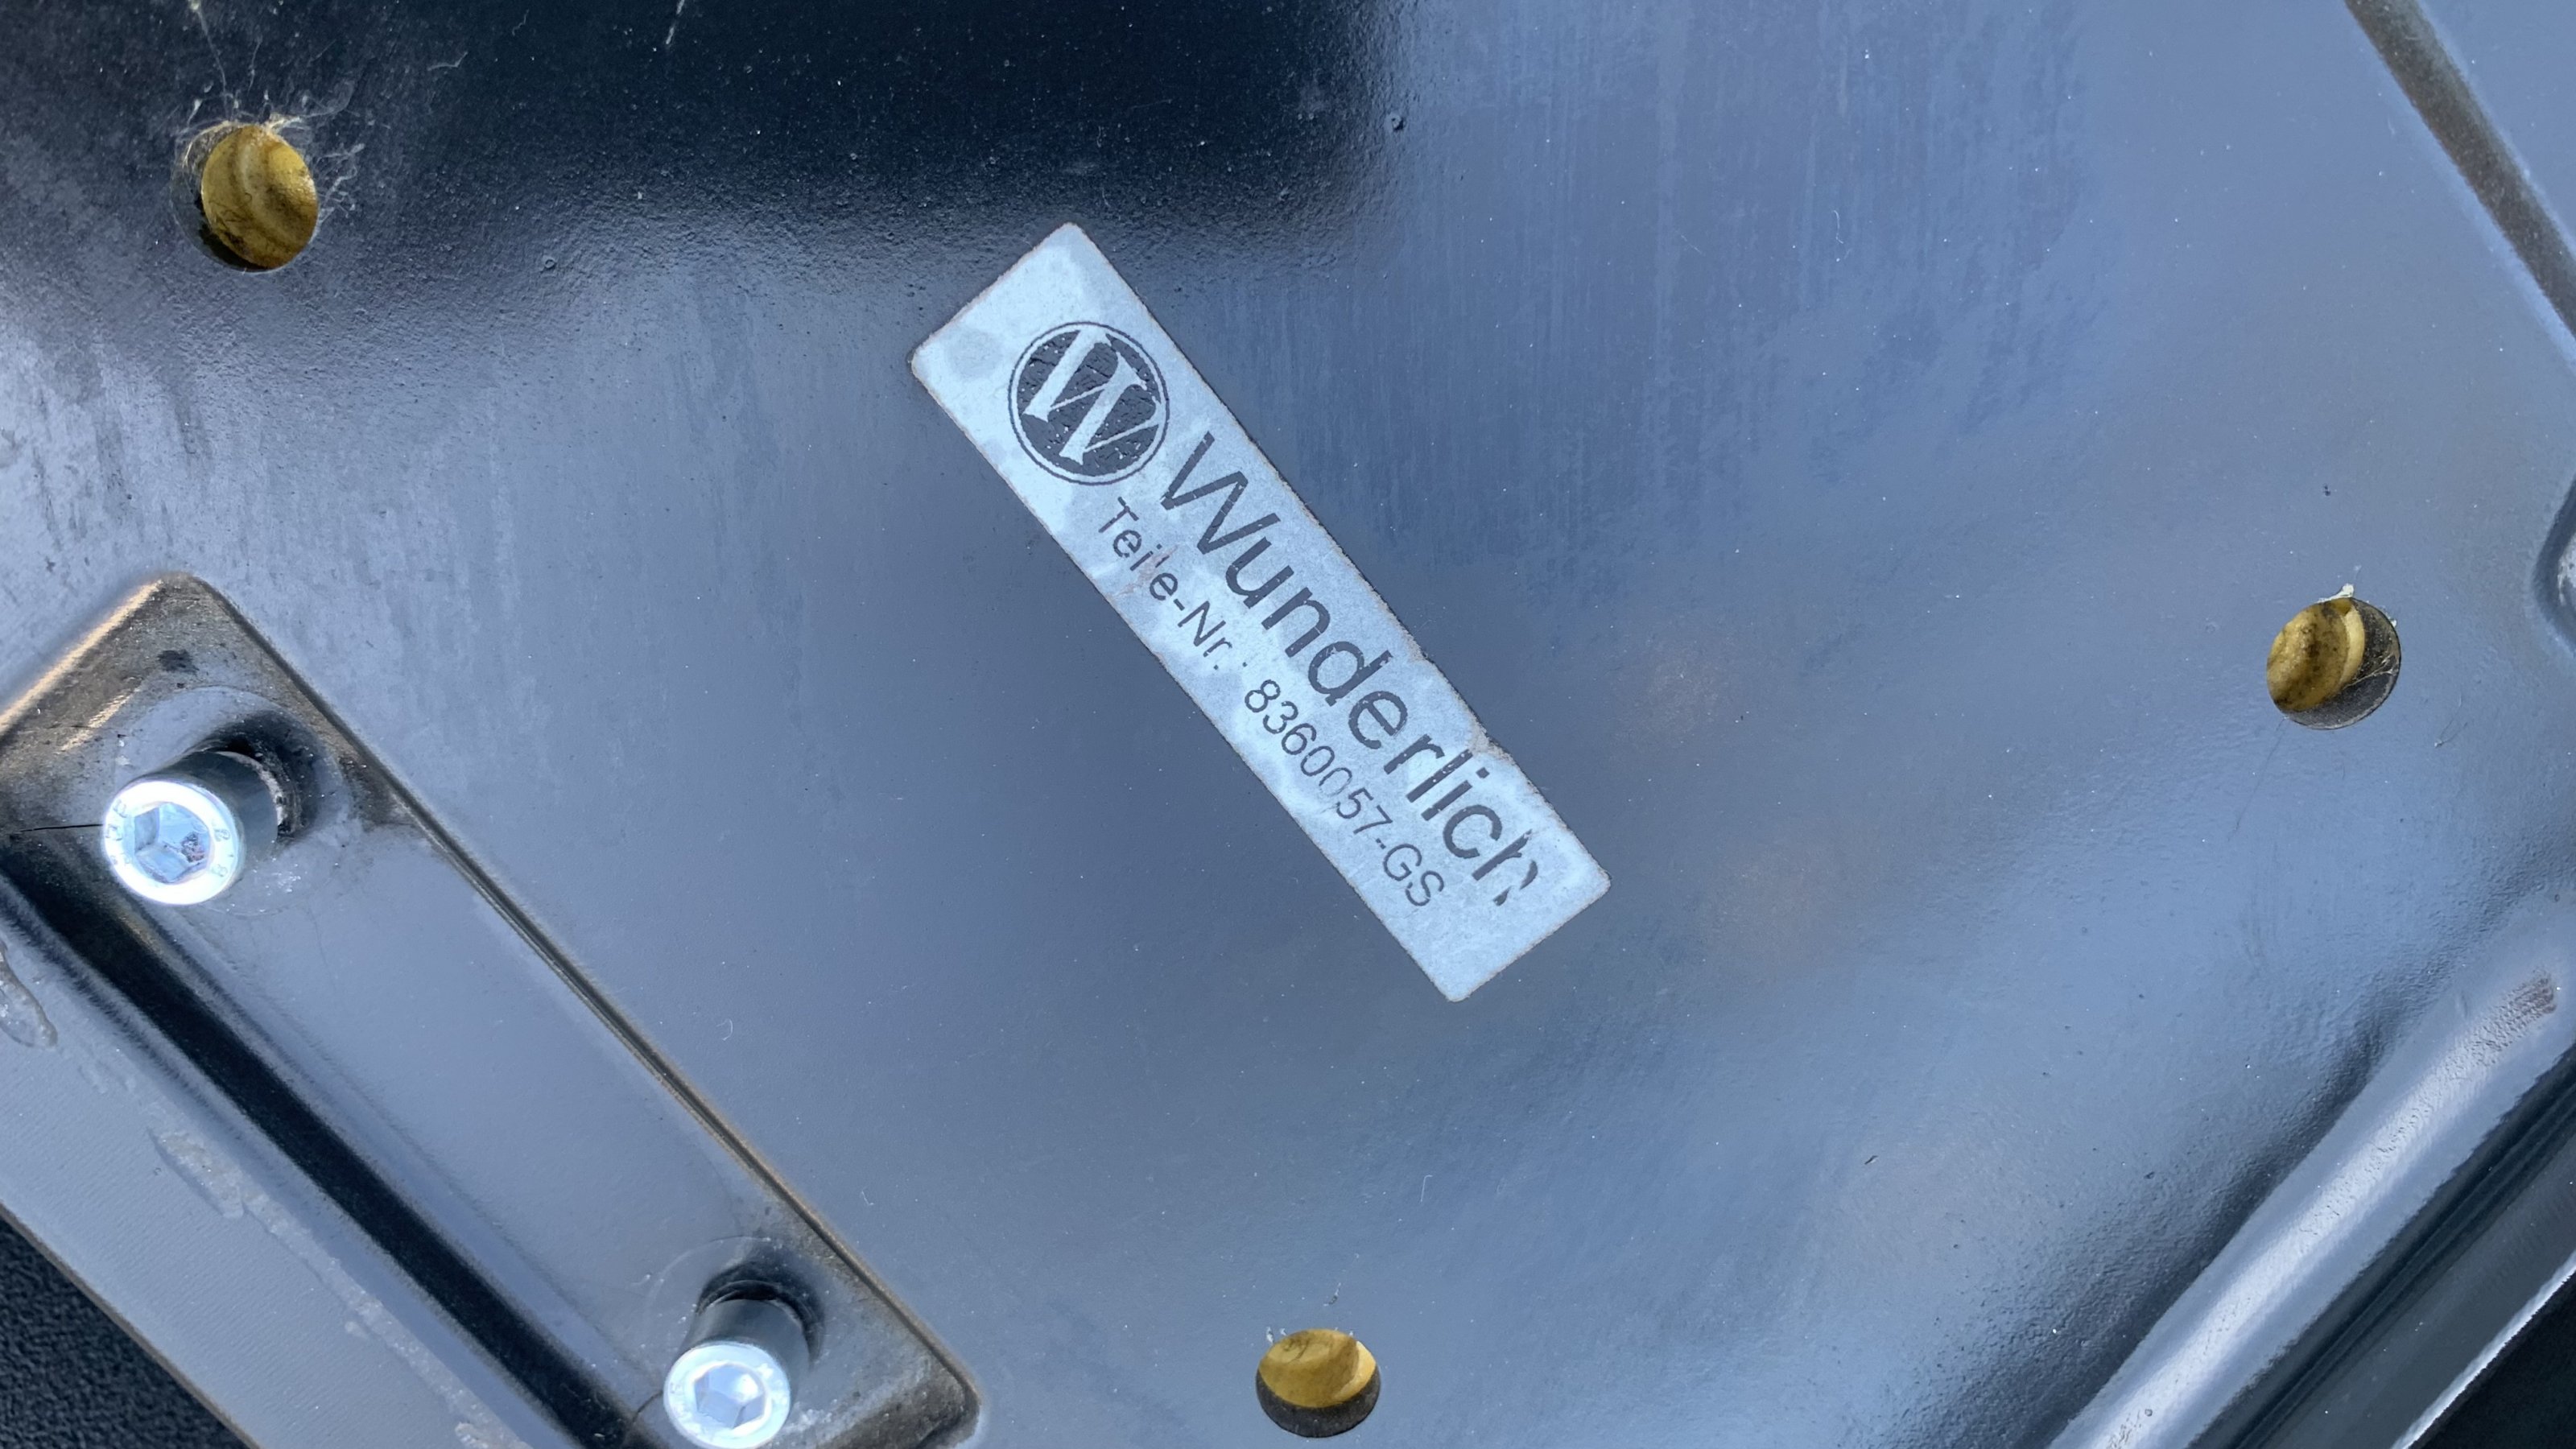 W
Wunderlich
Teile-Nr.: 8360057-GS